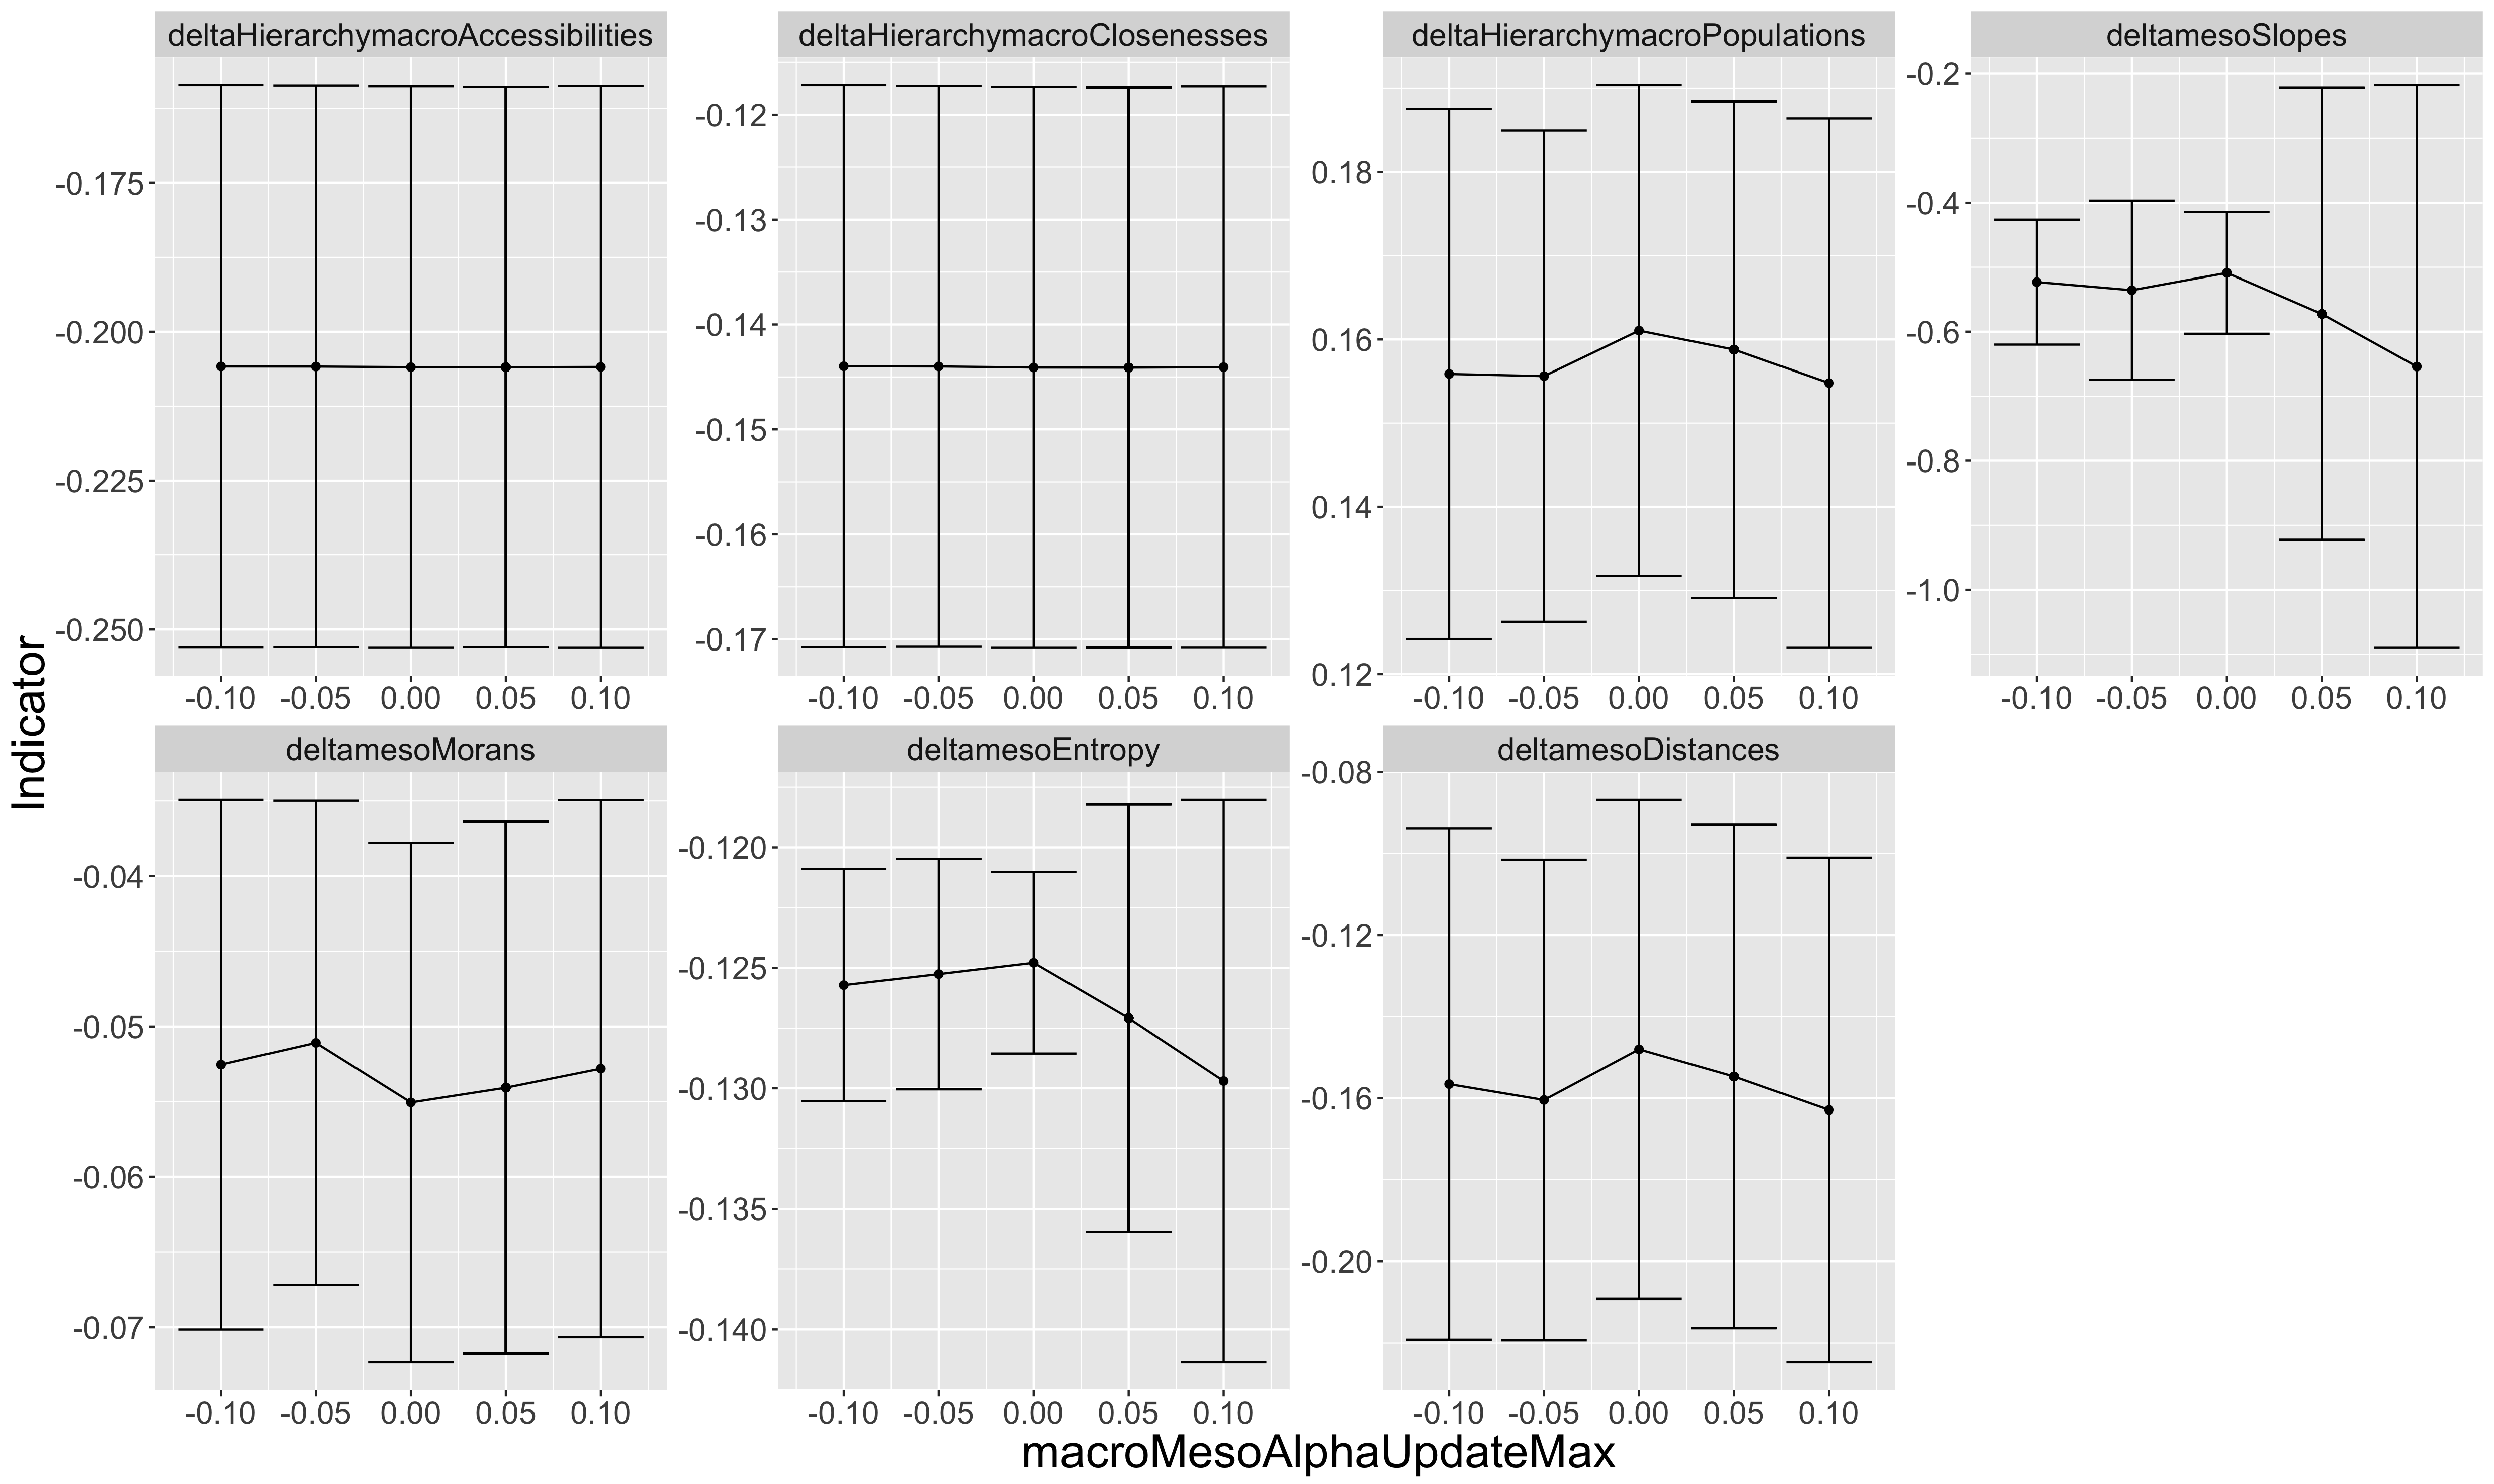 deltaHierarchymacroAccessibilities
deltaHierarchymacroClosenesses
deltaHierarchymacroPopulations
deltamesoSlopes
-0.175
-0.200
-0.225
-0.250
-0.12
-0.13
-0.14
-0.15
-0.16
-0.17
0.18
0.16
0.14
0.12
-0.2
-0.4
-0.6
-0.8
-1.0
-0.10 -0.05 0.00 0.05 0.10
-0.10 -0.05 0.00 0.05 0.10
-0.10 -0.05 0.00 0.05 0.10
-0.10 -0.05 0.00 0.05 0.10
Indicator
deltamesoMorans
deltamesoEntropy
deltamesoDistances
-0.04
-0.05
-0.06
-0.07
-0.120
-0.125
-0.130
-0.135
-0.140
-0.08
-0.12
-0.16
-0.20
-0.10 -0.05 0.00 0.05 0.10
-0.10 -0.05 0.00 0.05 0.10
-0.10 -0.05 0.00 0.05 0.10
macroMesoAlphaUpdateMax